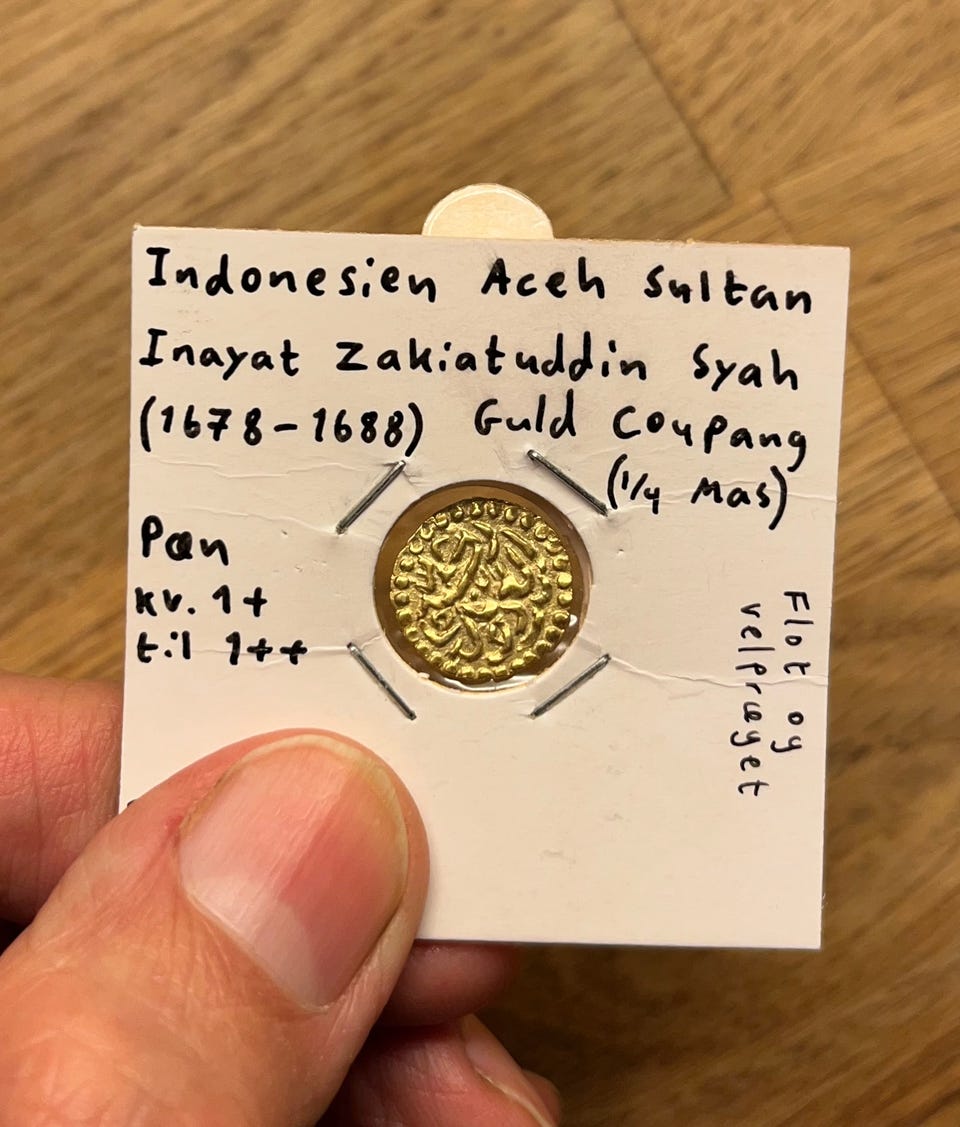 Indonesien Aceh Sultan
Inayat Zakiatuddin Syah
(1678-1688) Guld Coupang
(1/4 Mas)
Pæn
kv. 1+
til 1++
Flot og
velpræget